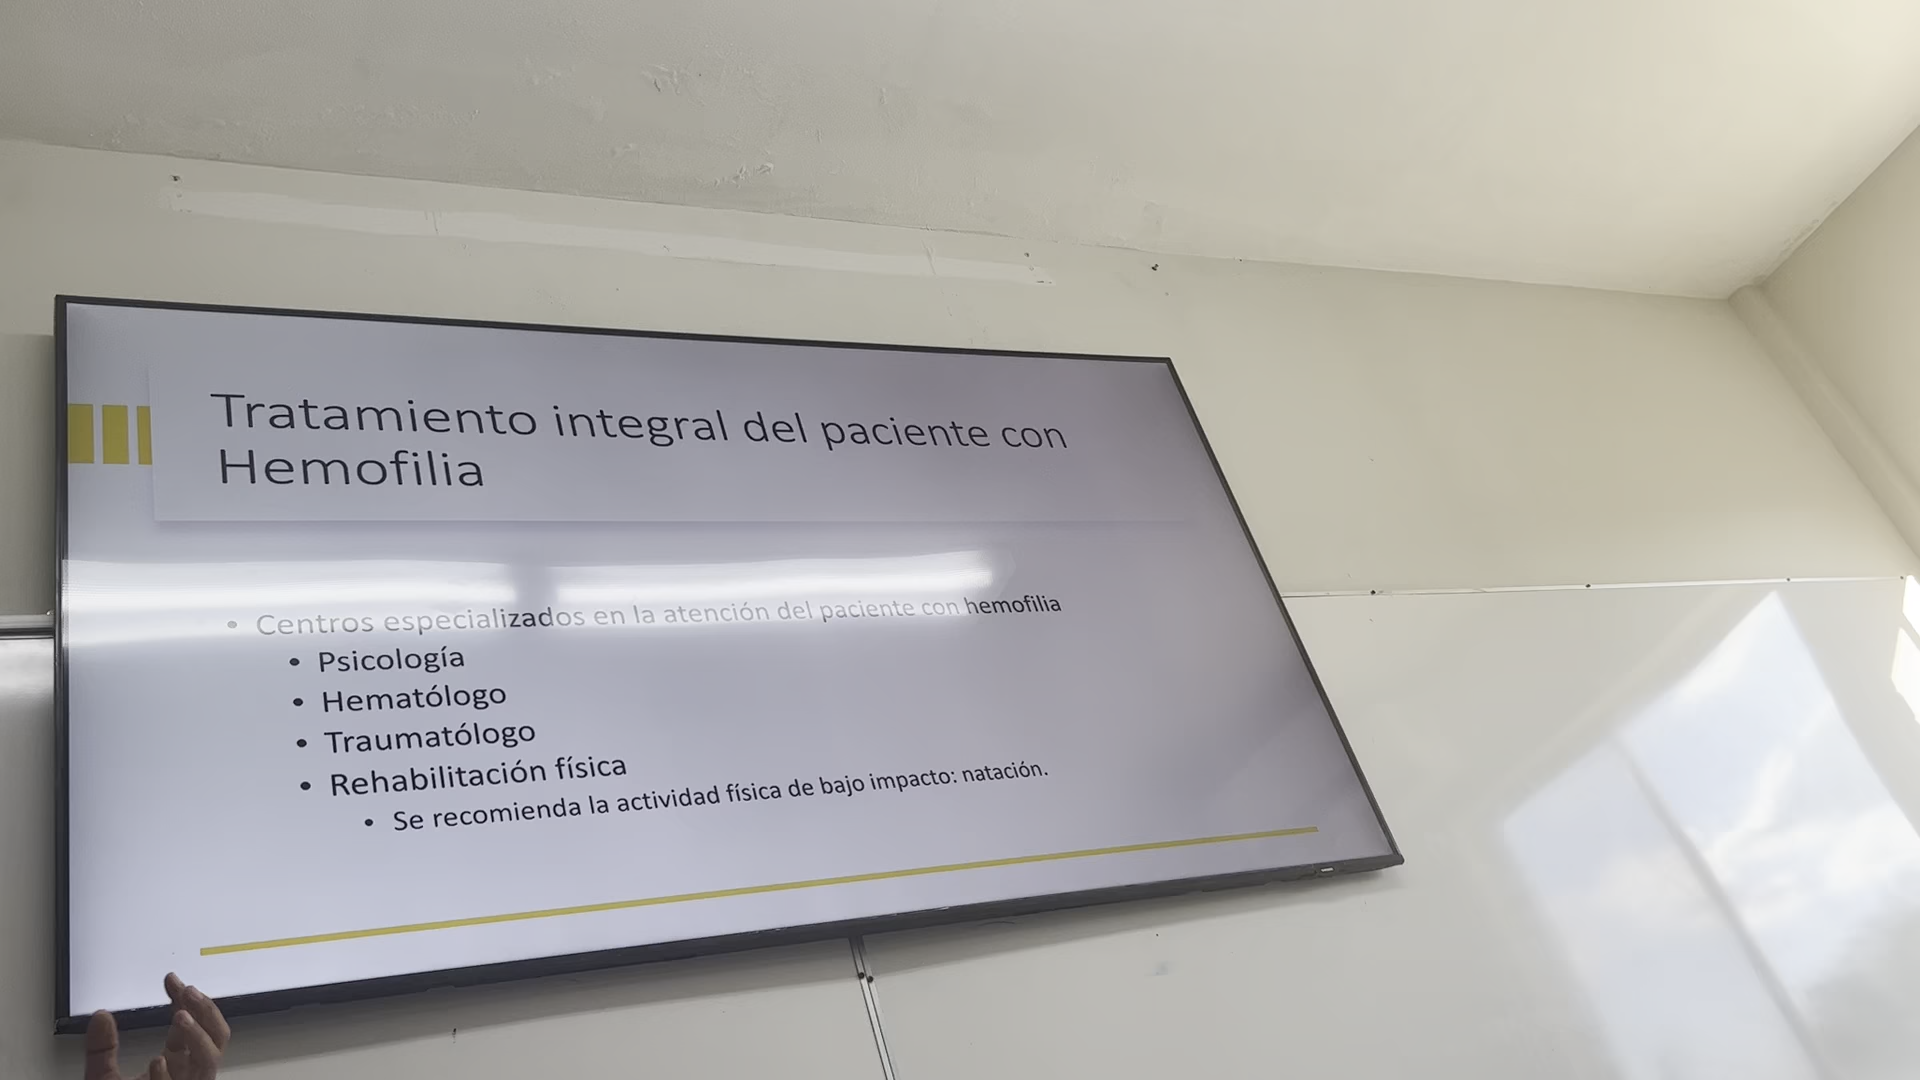 Tratamiento integral del paciente con
Hemofilia
• Centros especializados en la atención del paciente con hemofilia
• Psicología
• Hematólogo
• Traumatólogo
• Rehabilitación física
• Se recomienda la actividad física de bajo impacto: natación.